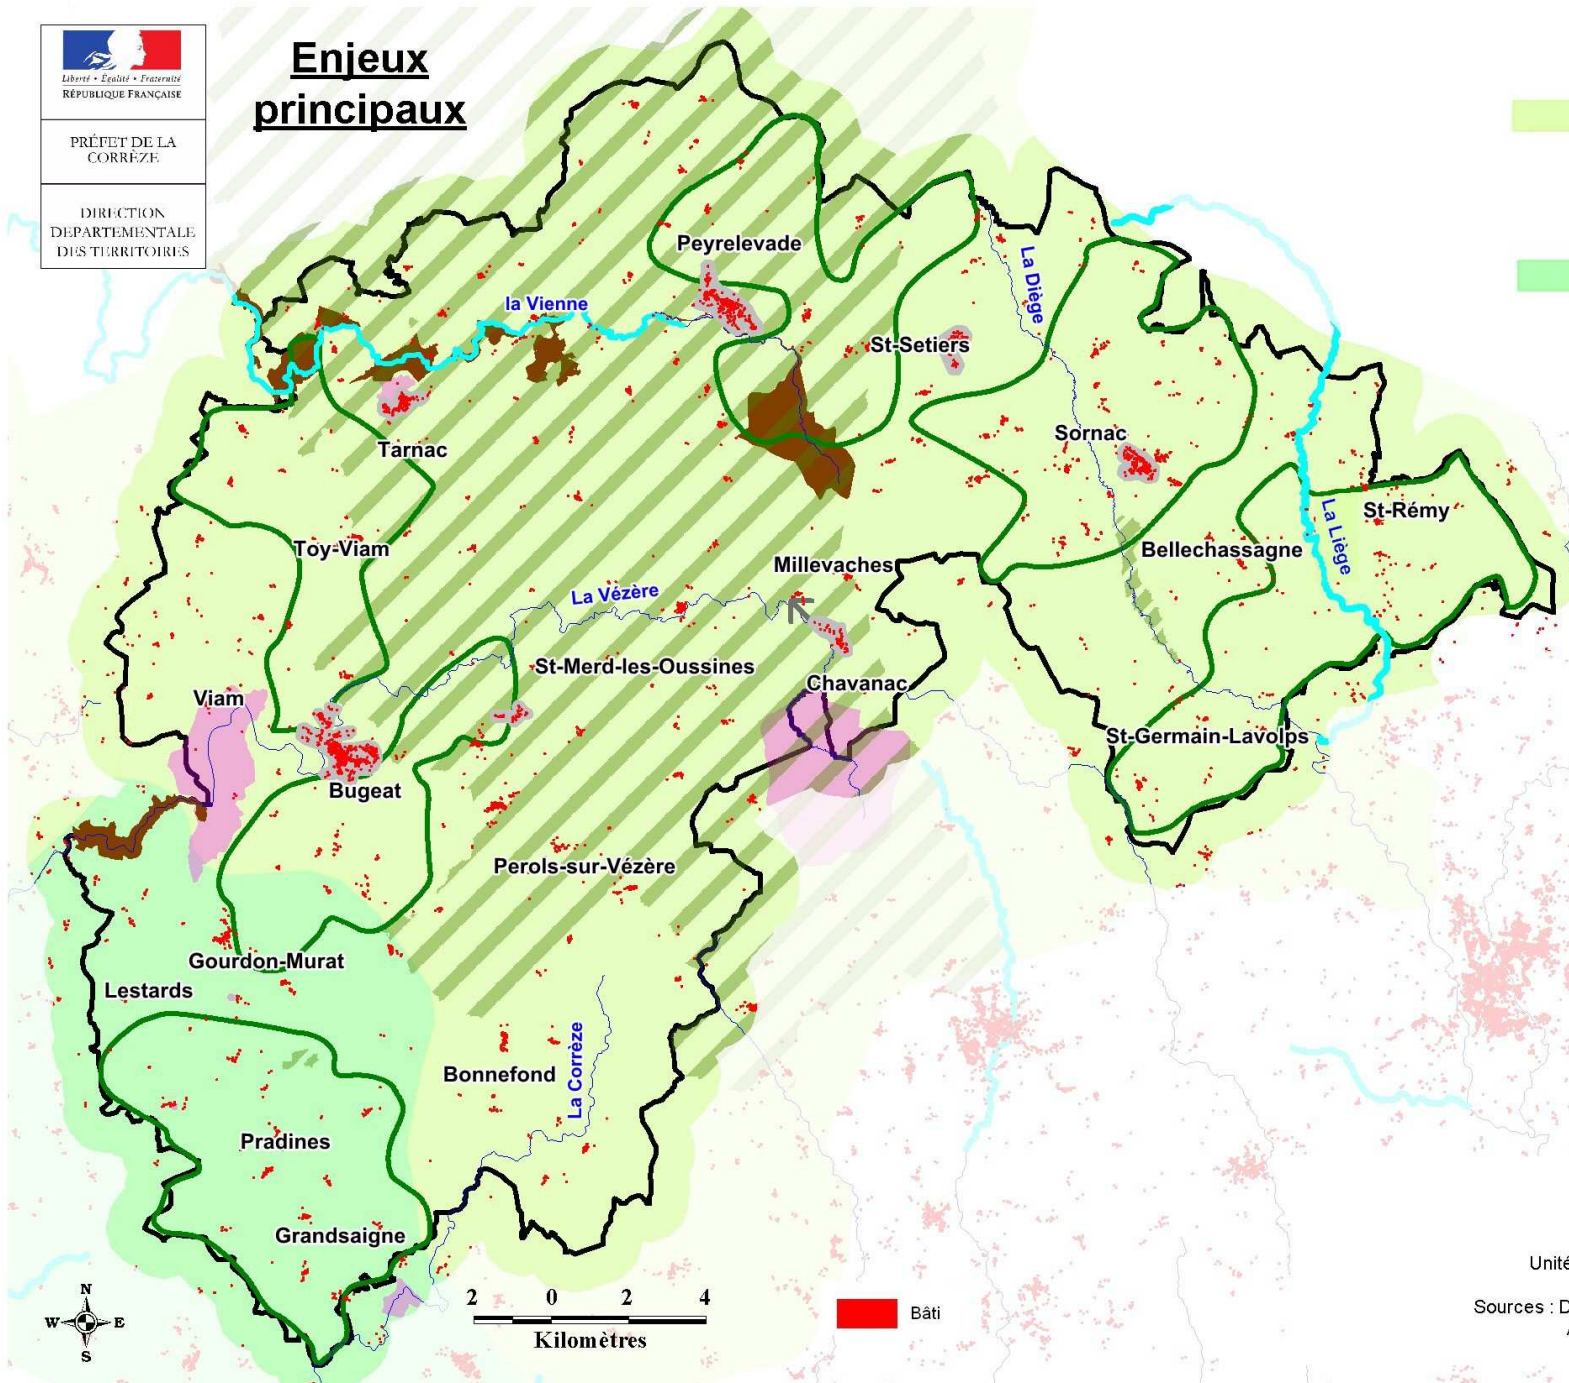 Liberté • Égalité • Fraternité
RÉPUBLIQUE FRANÇAISE
PRÉFET DE LA
CORRÈZE
DIRECTION
DEPARTEMENTALE
DES TERRITOIRES
Enjeux
principaux
Peyrelevade
La Diège
la Vienne
St-Setiers
Tarnac
Sornac
St-Rémy
La Liège
Toy-Viam
Bellechassagne
Millevaches
La Vézère
St-Merd-les-Oussines
Chavanac
Viam
St-Germain-Lavolps
Bugeat
Perols-sur-Vézère
Gourdon-Murat
Lestards
Bonnefond
La Corrèze
Pradines
Grandsaigne
N
W E
S
2 0 2 4
Kilomètres
Bâti
Unité
Sources : D